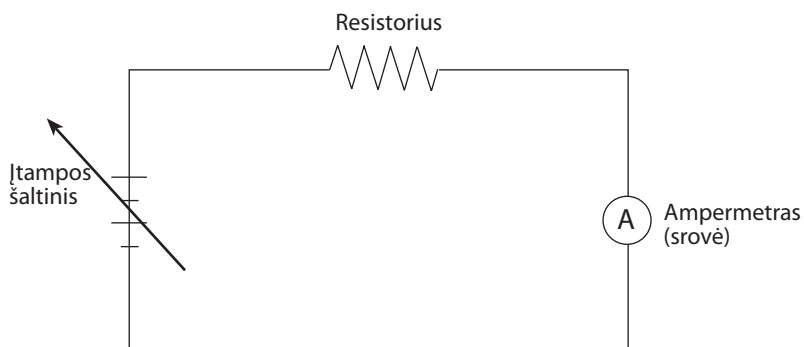 Resistorius
Įtampos
šaltinis
A
Ampermetras
(srovė)